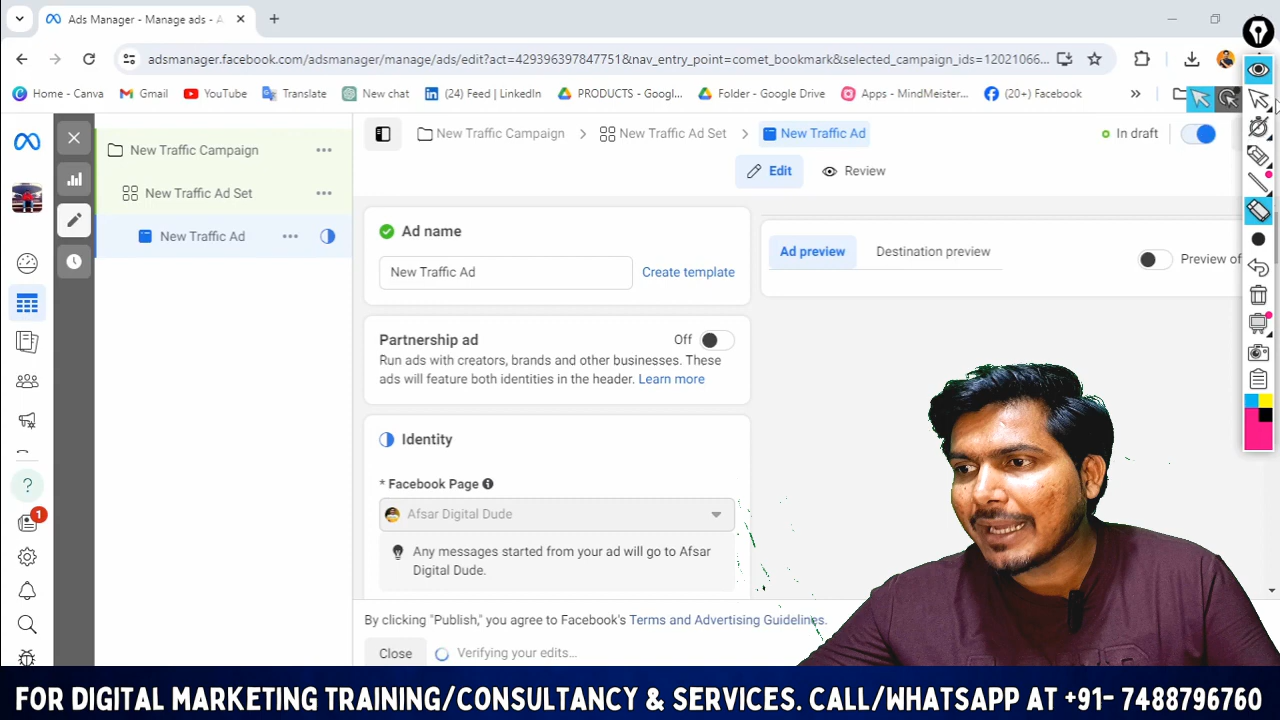 Ads Manager - Manage ads - A
adsmanager.facebook.com/adsmanager/manage/ads/edit?act=429395397847751&nav_entry_point=comet_bookmark&selected_campaign_ids=12021066...
Home - Canva
Gmail
YouTube
Translate
New chat
(24) Feed | LinkedIn
PRODUCTS - Googl...
Folder - Google Drive
Apps - MindMeister...
(20+) Facebook
New Traffic Campaign
New Traffic Ad Set
New Traffic Ad
In draft
Edit
Review
New Traffic Campaign
New Traffic Ad Set
New Traffic Ad
Ad name
New Traffic Ad
Create template
Partnership ad
Off
Run ads with creators, brands and other businesses. These
ads will feature both identities in the header. Learn more
Identity
* Facebook Page
Afsar Digital Dude
Any messages started from your ad will go to Afsar
Digital Dude.
Ad preview
Destination preview
Preview of
By clicking "Publish," you agree to Facebook's Terms and Advertising Guidelines.
Close
Verifying your edits...
1
FOR DIGITAL MARKETING TRAINING/CONSULTANCY & SERVICES. CALL/WHATSAPP AT +91- 7488796760